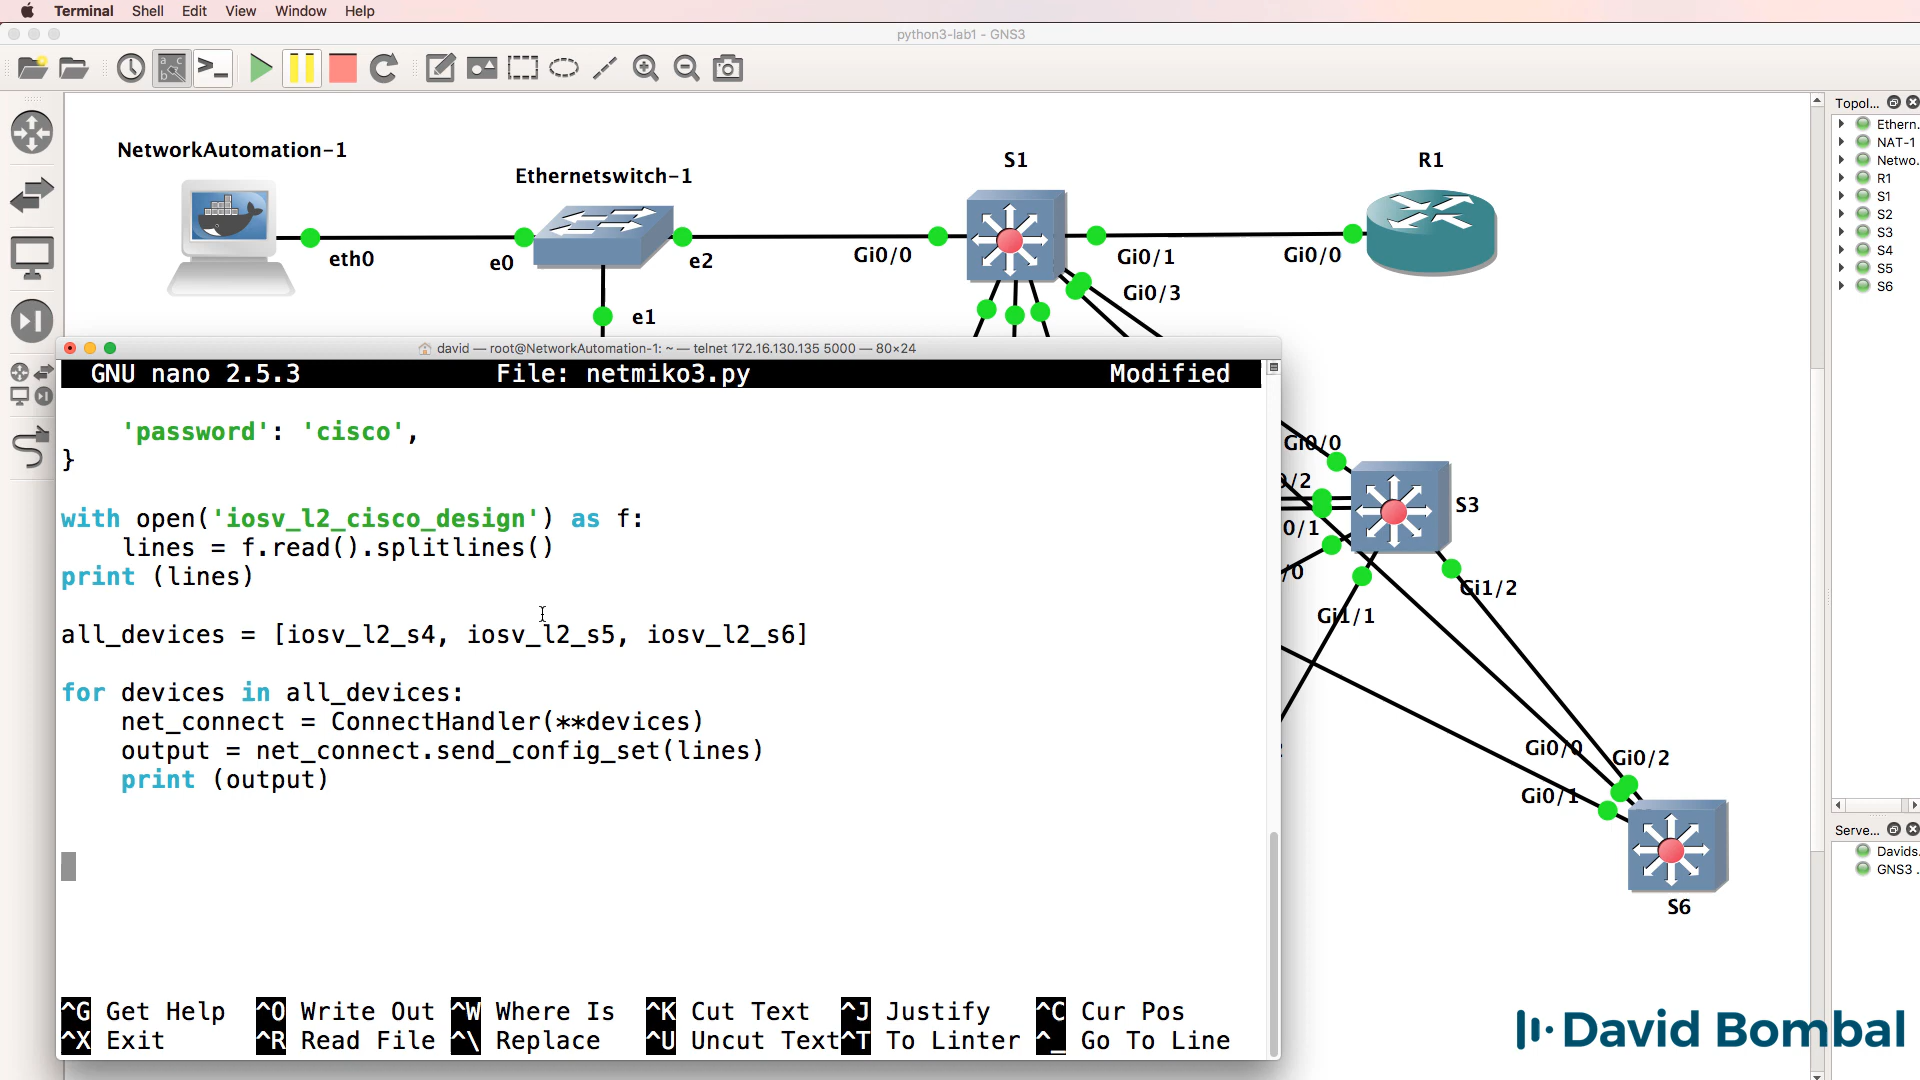 Terminal Shell Edit View Window Help
python3-lab1 - GNS3
Topol...
NetworkAutomation-1
Ethernetswitch-1
S1
R1
eth0
e0
e2
e1
Gi0/0
Gi0/1
Gi0/3
Gi0/0
Ethern.
NAT-1
Netwo.
R1
S1
S2
S3
S4
S5
S6
david — root@NetworkAutomation-1: ~ — telnet 172.16.130.135 5000 — 80×24
GNU nano 2.5.3 File: netmiko3.py Modified
'password': 'cisco',
}
with open('iosv_l2_cisco_design') as f:
lines = f.read().splitlines()
print (lines)
all_devices = [iosv_l2_s4, iosv_l2_s5, iosv_l2_s6]
for devices in all_devices:
net_connect = ConnectHandler(**devices)
output = net_connect.send_config_set(lines)
print (output)
^G Get Help ^O Write Out ^W Where Is ^K Cut Text ^J Justify ^C Cur Pos
^X Exit ^R Read File ^\ Replace ^U Uncut Text ^T To Linter ^_ Go To Line
Gi0/0
/2
0/1
/0
S3
Gi1/1
Gi1/2
Gi0/0
Gi0/2
Gi0/1
S6
Serve...
Davids.
GNS3 .
David Bombal